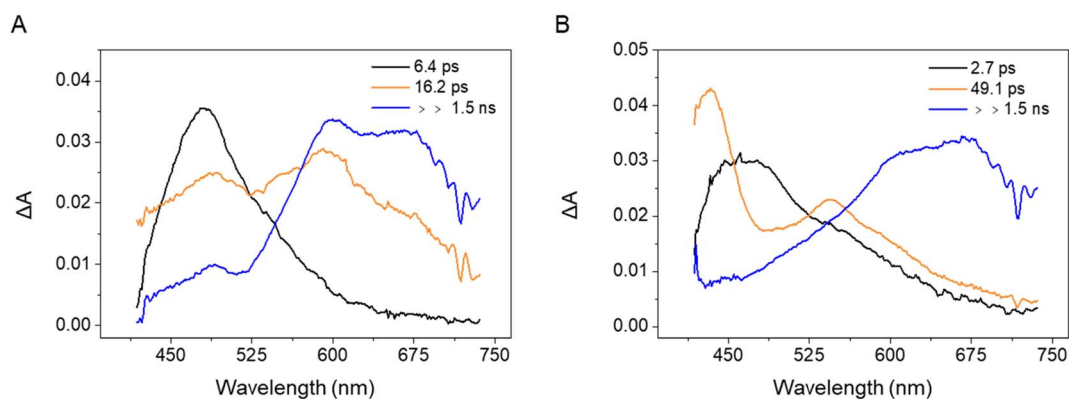 A
6.4 ps
16.2 ps
> > 1.5 ns
0.04
0.03
0.02
0.01
0.00
ΔA
450
525
600
675
750
Wavelength (nm)
B
2.7 ps
49.1 ps
> > 1.5 ns
0.05
0.04
0.03
0.02
0.01
0.00
ΔA
450
525
600
675
750
Wavelength (nm)